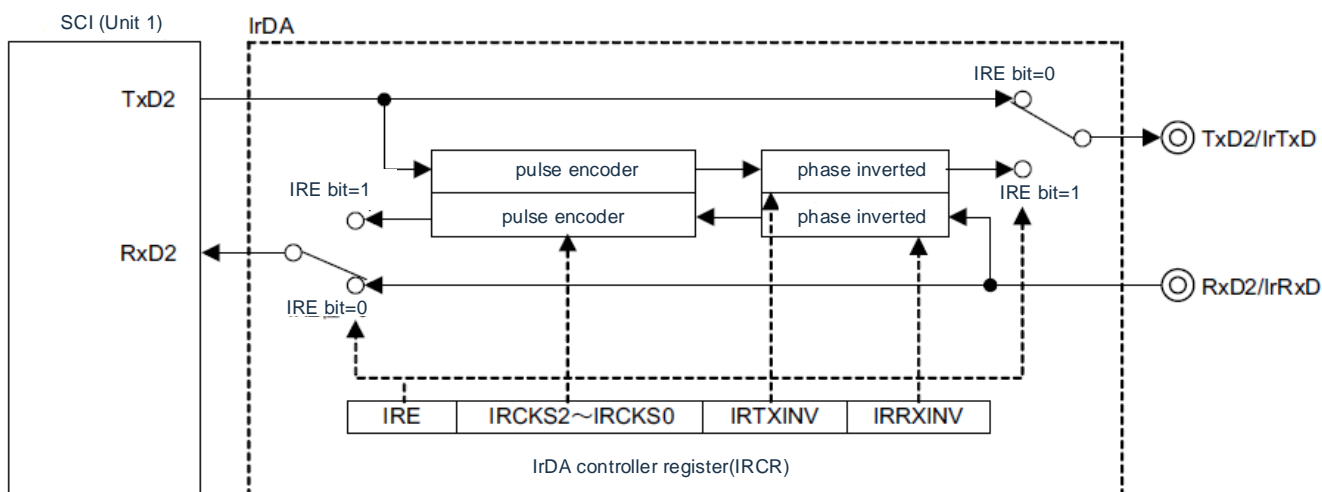 SCI (Unit 1)
IrDA
IRE bit=0
TxD2
TxD2/IrTxD
pulse encoder
phase inverted
IRE bit=1
IRE bit=1
pulse encoder
phase inverted
RxD2
RxD2/IrRxD
IRE bit=0
IRE
IRCKS2～IRCKS0
IRTXINV
IRRXINV
IrDA controller register(IRCR)